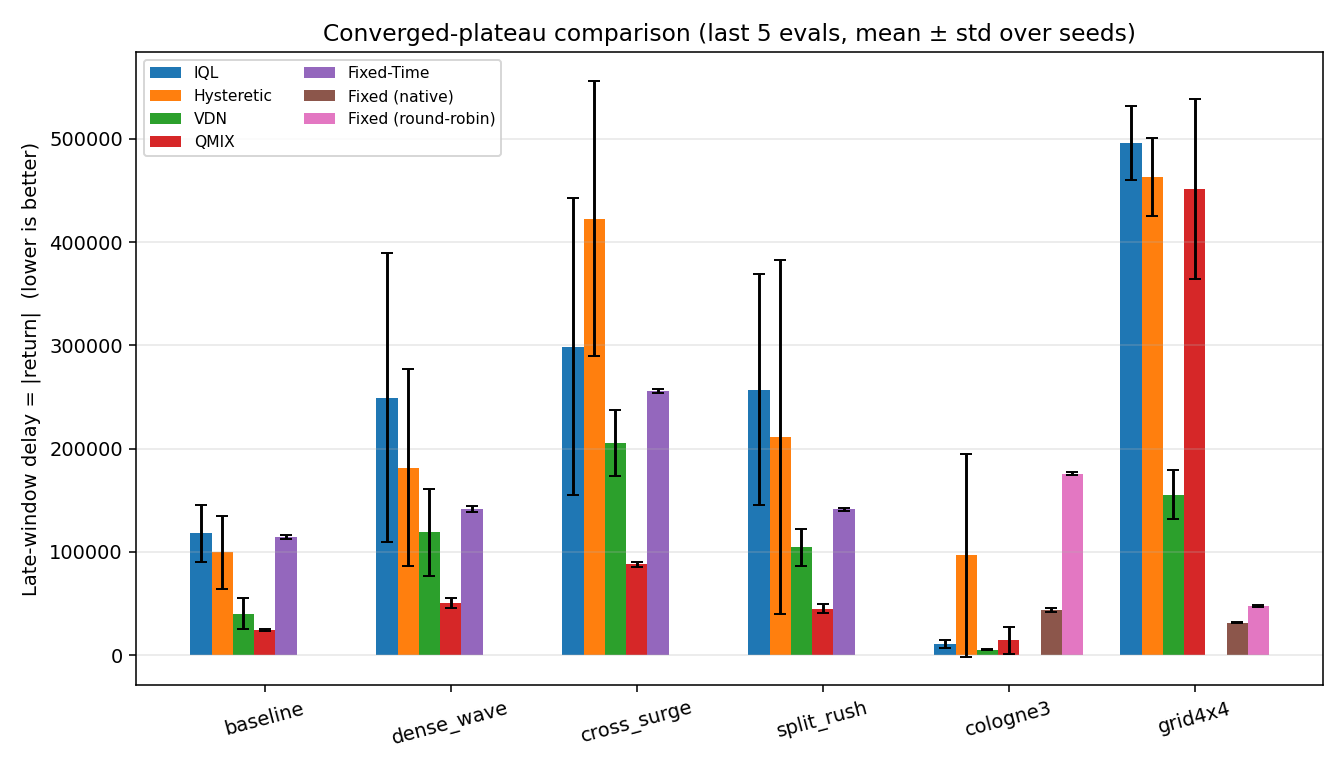 Converged-plateau comparison (last 5 evals, mean ± std over seeds)
IQL
Hysteretic
VDN
QMIX
Fixed-Time
Fixed (native)
Fixed (round-robin)
Late-window delay = |return|  (lower is better)
500000
400000
300000
200000
100000
0
baseline
dense_wave
cross_surge
split_rush
cologne3
grid4x4